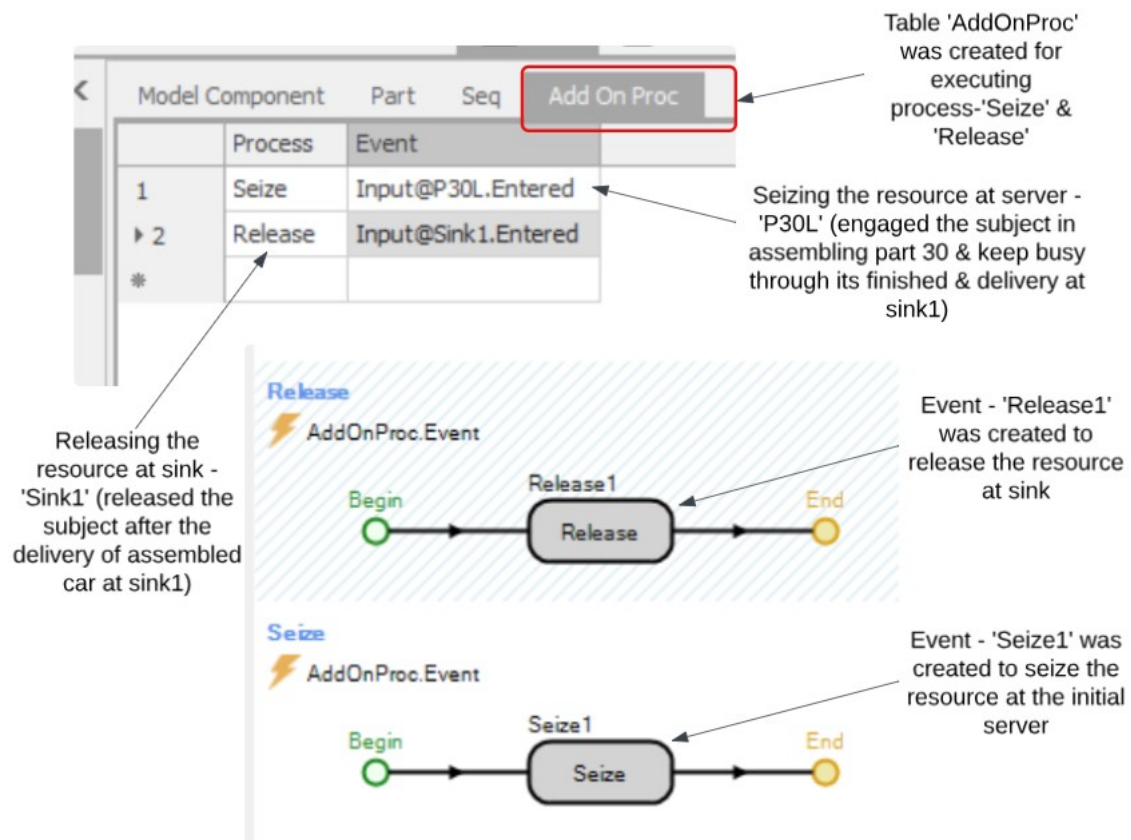 Table 'AddOnProc'
was created for
executing
process-'Seize' &
'Release'
Model Component Part Seq Add On Proc
Process Event
1 Seize Input@P30L.Entered
2 Release Input@Sink1.Entered
Seizing the resource at server -
'P30L' (engaged the subject in
assembling part 30 & keep busy
through its finished & delivery at
sink1)
Releasing the
resource at sink -
'Sink1' (released the
subject after the
delivery of assembled
car at sink1)
Release
AddOnProc.Event
Release1
Begin
Release
End
Event - 'Release1'
was created to
release the resource
at sink
Seize
AddOnProc.Event
Seize1
Begin
Seize
End
Event - 'Seize1' was
created to seize the
resource at the initial
server